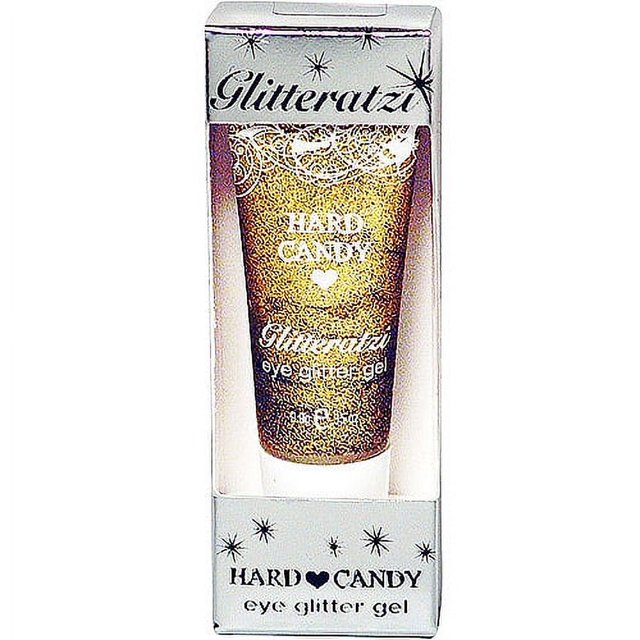 Glitteratzi
HARD
CANDY
Glitteratzi
eye glitter gel
HARD CANDY
eye glitter gel